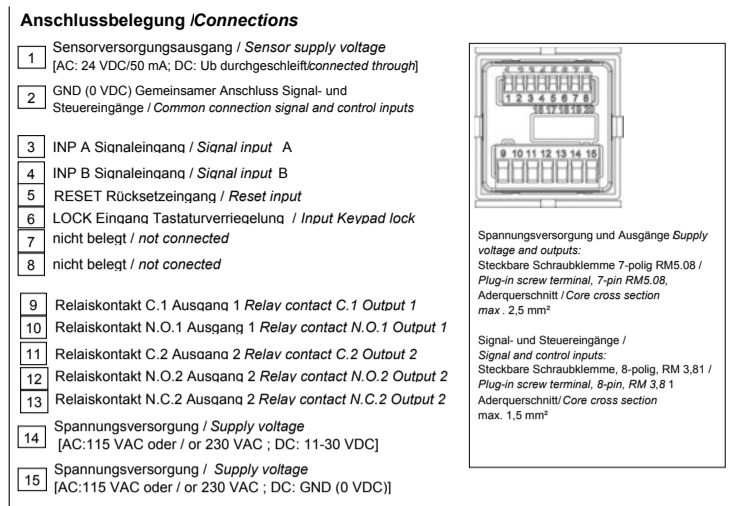 Anschlussbelegung /Connections
1 Sensorversorgungsausgang / Sensor supply voltage
[AC: 24 VDC/50 mA; DC: Ub durchgeschleift/connected through]
2 GND (0 VDC) Gemeinsamer Anschluss Signal- und
Steuereingänge / Common connection signal and control inputs
3 INP A Signaleingang / Signal input A
4 INP B Signaleingang / Signal input B
5 RESET Rücksetzeingang / Reset input
6 LOCK Eingang Tastaturverriegelung / Input Keypad lock
7 nicht belegt / not connected
8 nicht belegt / not conected
9 Relaiskontakt C.1 Ausgang 1 Relay contact C.1 Output 1
10 Relaiskontakt N.O.1 Ausgang 1 Relay contact N.O.1 Output 1
11 Relaiskontakt C.2 Ausgang 2 Relay contact C.2 Output 2
12 Relaiskontakt N.O.2 Ausgang 2 Relay contact N.O.2 Output 2
13 Relaiskontakt N.C.2 Ausgang 2 Relay contact N.C.2 Output 2
14 Spannungsversorgung / Supply voltage
[AC:115 VAC oder / or 230 VAC ; DC: 11-30 VDC]
15 Spannungsversorgung / Supply voltage
[AC:115 VAC oder / or 230 VAC ; DC: GND (0 VDC)]
1 2 3 4 5 6 7 8
16 17 18 19 20
9 10 11 12 13 14 15
Spannungsversorgung und Ausgänge /Supply
voltage and outputs:
Steckbare Schraubklemme 7-polig RM5.08 /
Plug-in screw terminal, 7-pin RM5.08,
Aderquerschnitt / Core cross section
max . 2,5 mm²
Signal- und Steuereingänge /
Signal and control inputs:
Steckbare Schraubklemme, 8-polig, RM 3,81 /
Plug-in screw terminal, 8-pin, RM 3,8 1
Aderquerschnitt/ Core cross section
max. 1,5 mm²